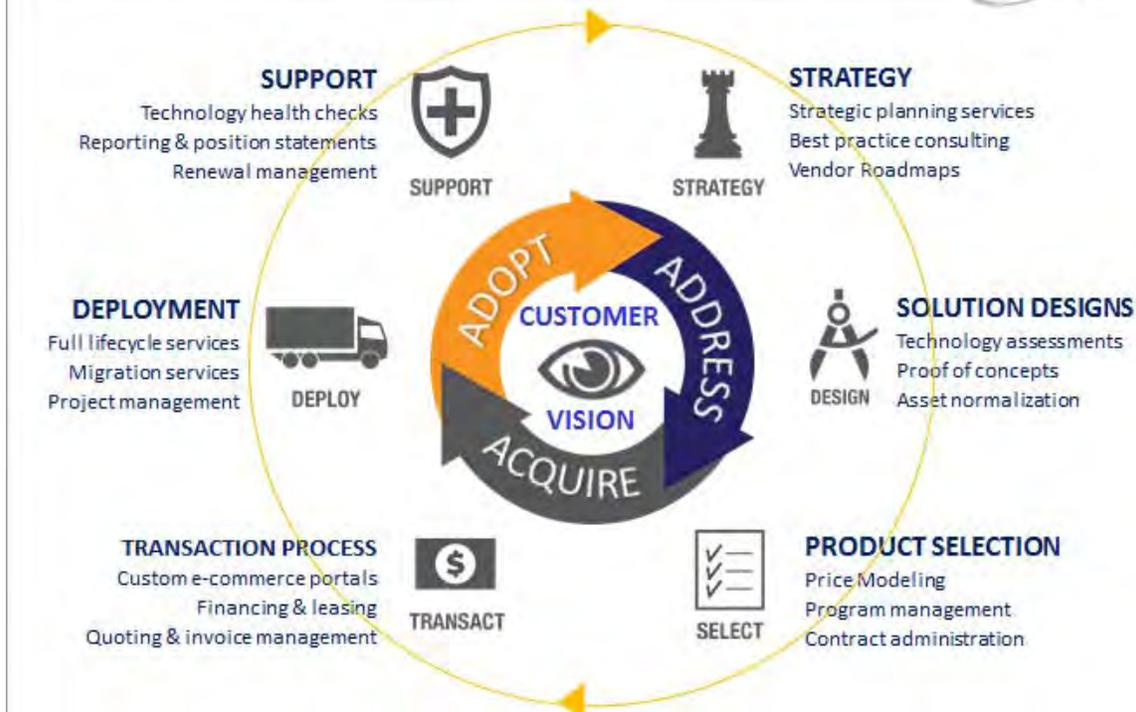 SUPPORT
Technology health checks
Reporting & position statements
Renewal management
SUPPORT
STRATEGY
Strategic planning services
Best practice consulting
Vendor Roadmaps
STRATEGY
ADOPT
ADDRESS
ACQUIRE
CUSTOMER
VISION
DEPLOYMENT
Full lifecycle services
Migration services
Project management
DEPLOY
SOLUTION DESIGNS
Technology assessments
Proof of concepts
Asset normalization
DESIGN
TRANSACTION PROCESS
Custom e-commerce portals
Financing & leasing
Quoting & invoice management
$
TRANSACT
PRODUCT SELECTION
Price Modeling
Program management
Contract administration
SELECT